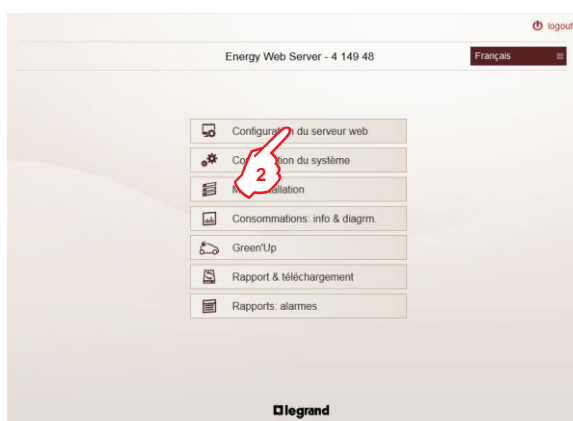 logout
Energy Web Server - 4 149 48
Français
Configuration du serveur web
du système
2
Consommations: info & diagrm.
Green'Up
Rapport & téléchargement
Rapports: alarmes
legrand